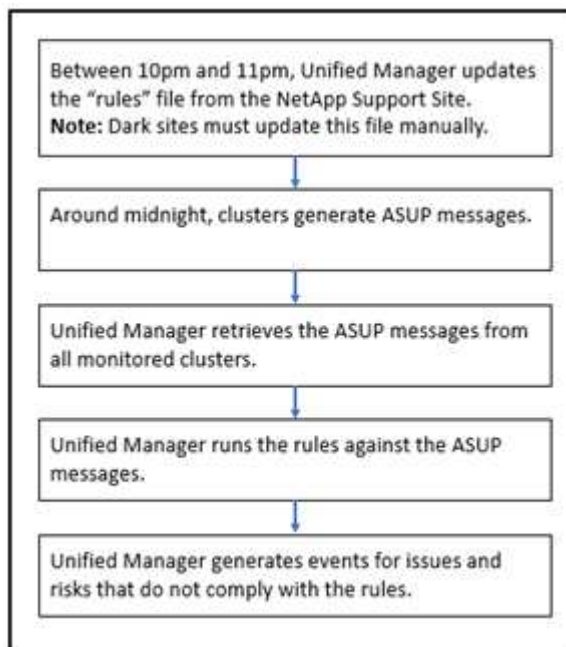 Between 10pm and 11pm, Unified Manager updates
the “rules” file from the NetApp Support Site.
Note: Dark sites must update this file manually.
Around midnight, clusters generate ASUP messages.
Unified Manager retrieves the ASUP messages from
all monitored clusters.
Unified Manager runs the rules against the ASUP
messages.
Unified Manager generates events for issues and
risks that do not comply with the rules.